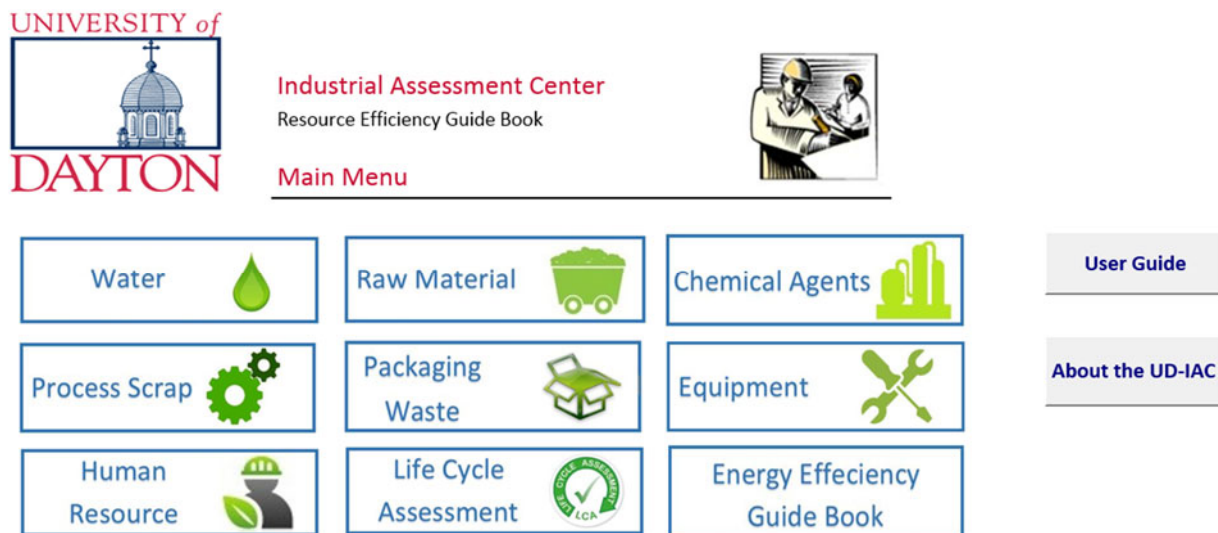 UNIVERSITY of
DAYTON
Industrial Assessment Center
Resource Efficiency Guide Book
Main Menu
Water
Raw Material
Chemical Agents
User Guide
Process Scrap
Packaging
Waste
Equipment
About the UD-IAC
Human
Resource
Life Cycle
Assessment
LIFE CYCLE ASSESSMENT
LCA
Energy Effeciency
Guide Book